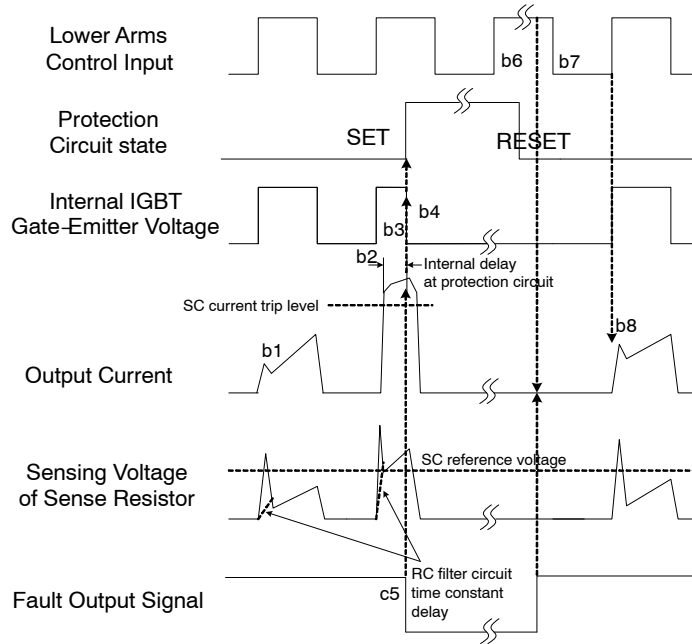 Lower Arms
Control Input
b6
b7
Protection
Circuit state
SET
RESET
Internal IGBT
Gate-Emitter Voltage
b4
b3
b2
Internal delay
at protection circuit
SC current trip level
b1
b8
Output Current
SC reference voltage
Sensing Voltage
of Sense Resistor
RC filter circuit
time constant
delay
c5
Fault Output Signal